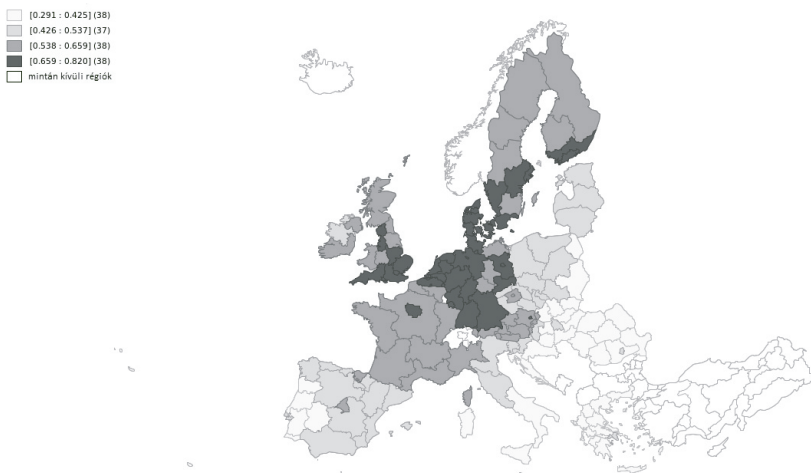 [0.291 : 0.425] (38)
[0.426 : 0.537] (37)
[0.538 : 0.659] (38)
[0.659 : 0.820] (38)
mintán kívüli régiók